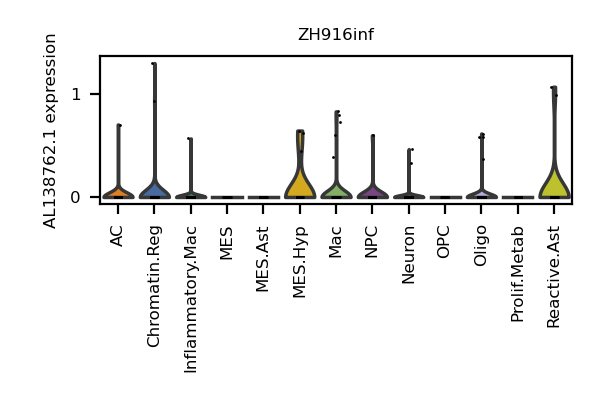 ZH916inf
AL138762.1 expression
1
0
AC
Chromatin.Reg
Inflammatory.Mac
MES
MES.Ast
MES.Hyp
Mac
NPC
Neuron
OPC
Oligo
Prolif.Metab
Reactive.Ast